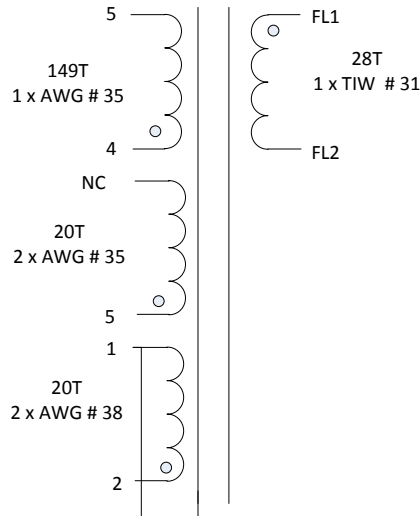 5
149T
1 x AWG # 35
4
FL1
28T
1 x TIW # 31
FL2
NC
20T
2 x AWG # 35
5
1
20T
2 x AWG # 38
2